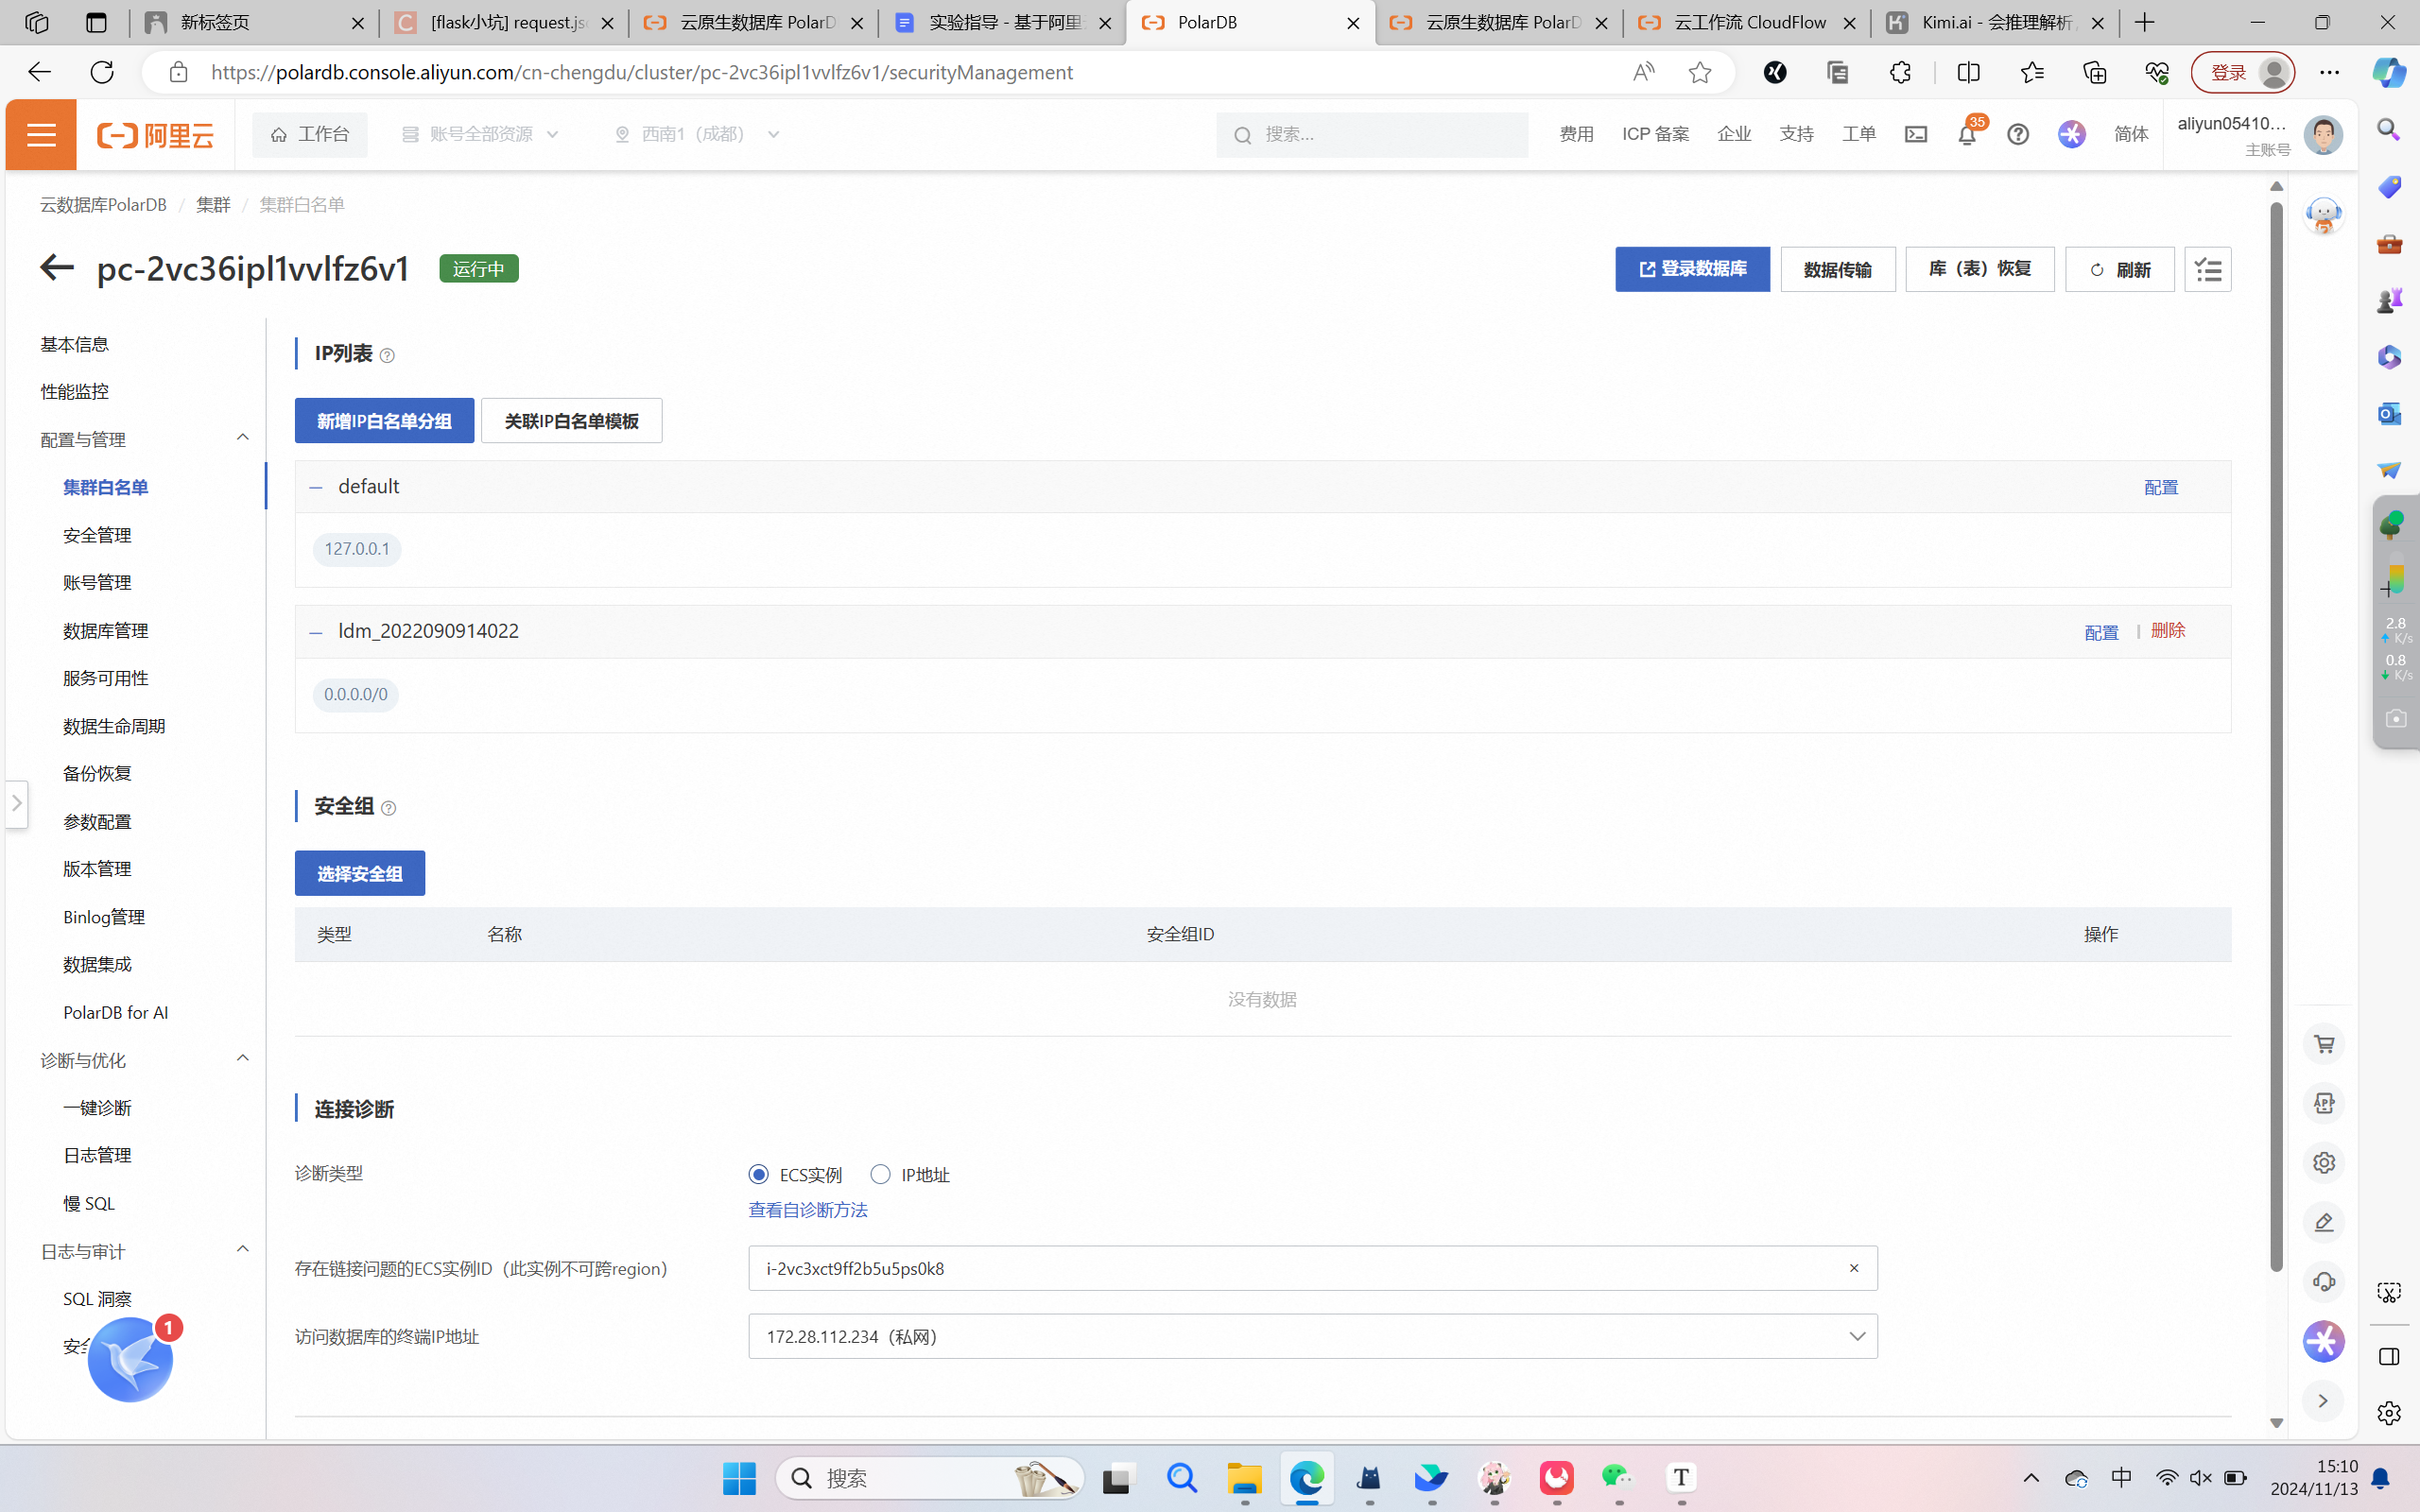 新标签页
[flask小坑] request.js
云原生数据库 PolarD
实验指导 - 基于阿里
PolarDB
云原生数据库 PolarD
云工作流 CloudFlow
Kimi.ai - 会推理解析
https://polardb.console.aliyun.com/cn-chengdu/cluster/pc-2vc36ipl1vvlfz6v1/securityManagement
登录
阿里云
工作台
账号全部资源
西南1（成都）
搜索...
费用
ICP 备案
企业
支持
工单
35
简体
aliyun05410...
主账号
云数据库PolarDB / 集群 / 集群白名单
pc-2vc36ipl1vvlfz6v1
运行中
登录数据库
数据传输
库（表）恢复
刷新
基本信息
性能监控
配置与管理
集群白名单
安全管理
账号管理
数据库管理
服务可用性
数据生命周期
备份恢复
参数配置
版本管理
Binlog管理
数据集成
PolarDB for AI
诊断与优化
一键诊断
日志管理
慢 SQL
日志与审计
SQL 洞察
安全
1
IP列表
新增IP白名单分组
关联IP白名单模板
default
配置
127.0.0.1
ldm_2022090914022
配置
删除
0.0.0.0/0
安全组
选择安全组
类型
名称
安全组ID
操作
没有数据
连接诊断
诊断类型
ECS实例
IP地址
查看自诊断方法
存在链接问题的ECS实例ID（此实例不可跨region）
i-2vc3xct9ff2b5u5ps0k8
访问数据库的终端IP地址
172.28.112.234（私网）
APP
2.8
K/s
0.8
K/s
搜索
中
15:10
2024/11/13